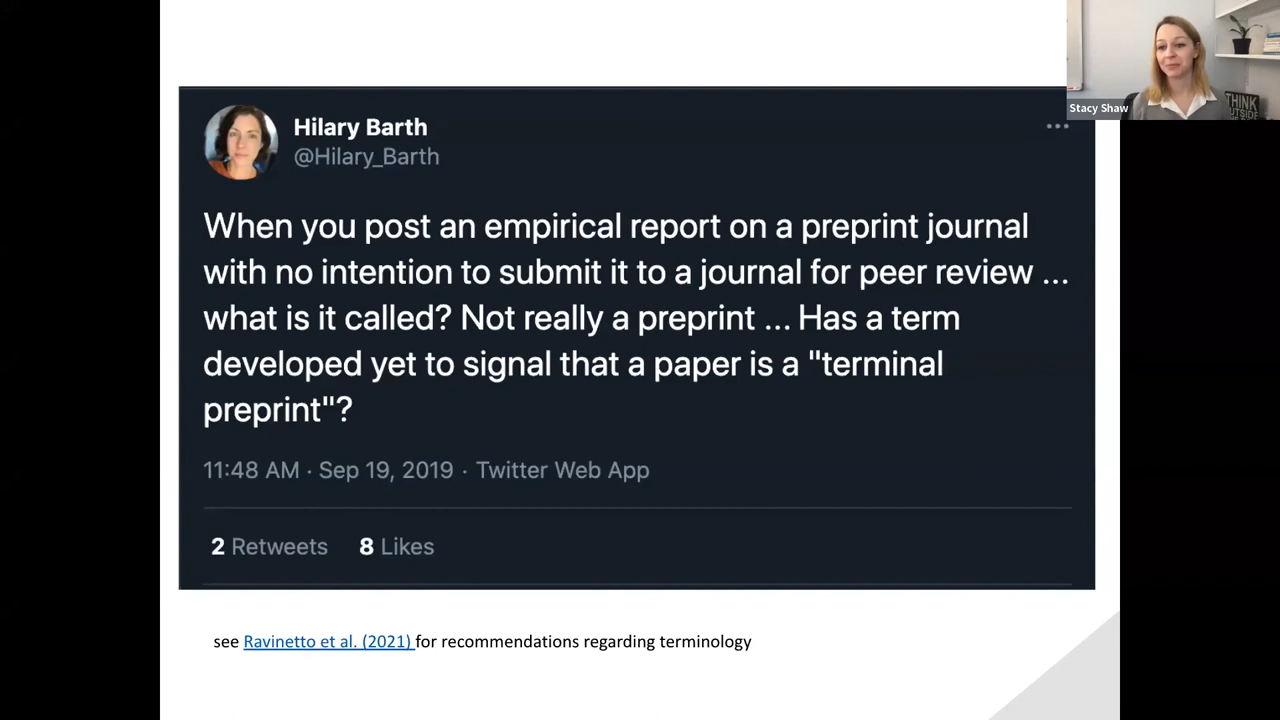 Hilary Barth
@Hilary_Barth
...
When you post an empirical report on a preprint journal
with no intention to submit it to a journal for peer review ...
what is it called? Not really a preprint ... Has a term
developed yet to signal that a paper is a "terminal
preprint"?
11:48 AM · Sep 19, 2019 · Twitter Web App
2 Retweets 8 Likes
see Ravinetto et al. (2021) for recommendations regarding terminology
Stacy Shaw
THINK
OUTSIDE